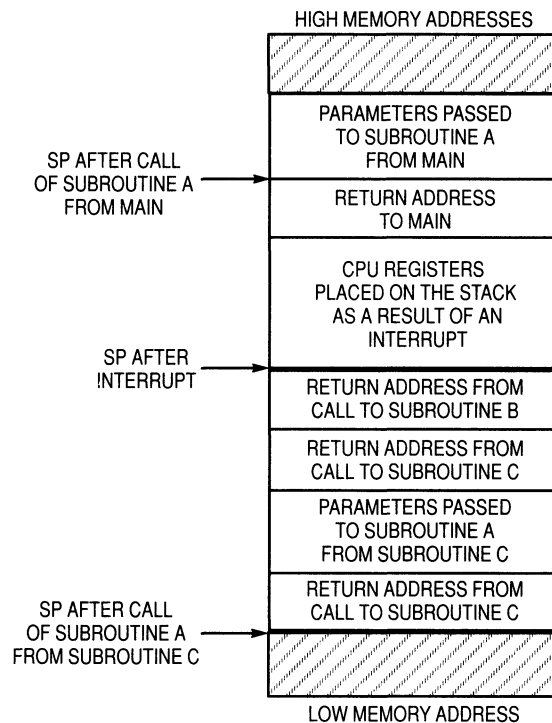 HIGH MEMORY ADDRESSES
PARAMETERS PASSED
TO SUBROUTINE A
FROM MAIN
SP AFTER CALL
OF SUBROUTINE A
FROM MAIN
RETURN ADDRESS
TO MAIN
CPU REGISTERS
PLACED ON THE STACK
AS A RESULT OF AN
INTERRUPT
SP AFTER
INTERRUPT
RETURN ADDRESS FROM
CALL TO SUBROUTINE B
RETURN ADDRESS FROM
CALL TO SUBROUTINE C
PARAMETERS PASSED
TO SUBROUTINE A
FROM SUBROUTINE C
RETURN ADDRESS FROM
CALL TO SUBROUTINE C
SP AFTER CALL
OF SUBROUTINE A
FROM SUBROUTINE C
LOW MEMORY ADDRESS